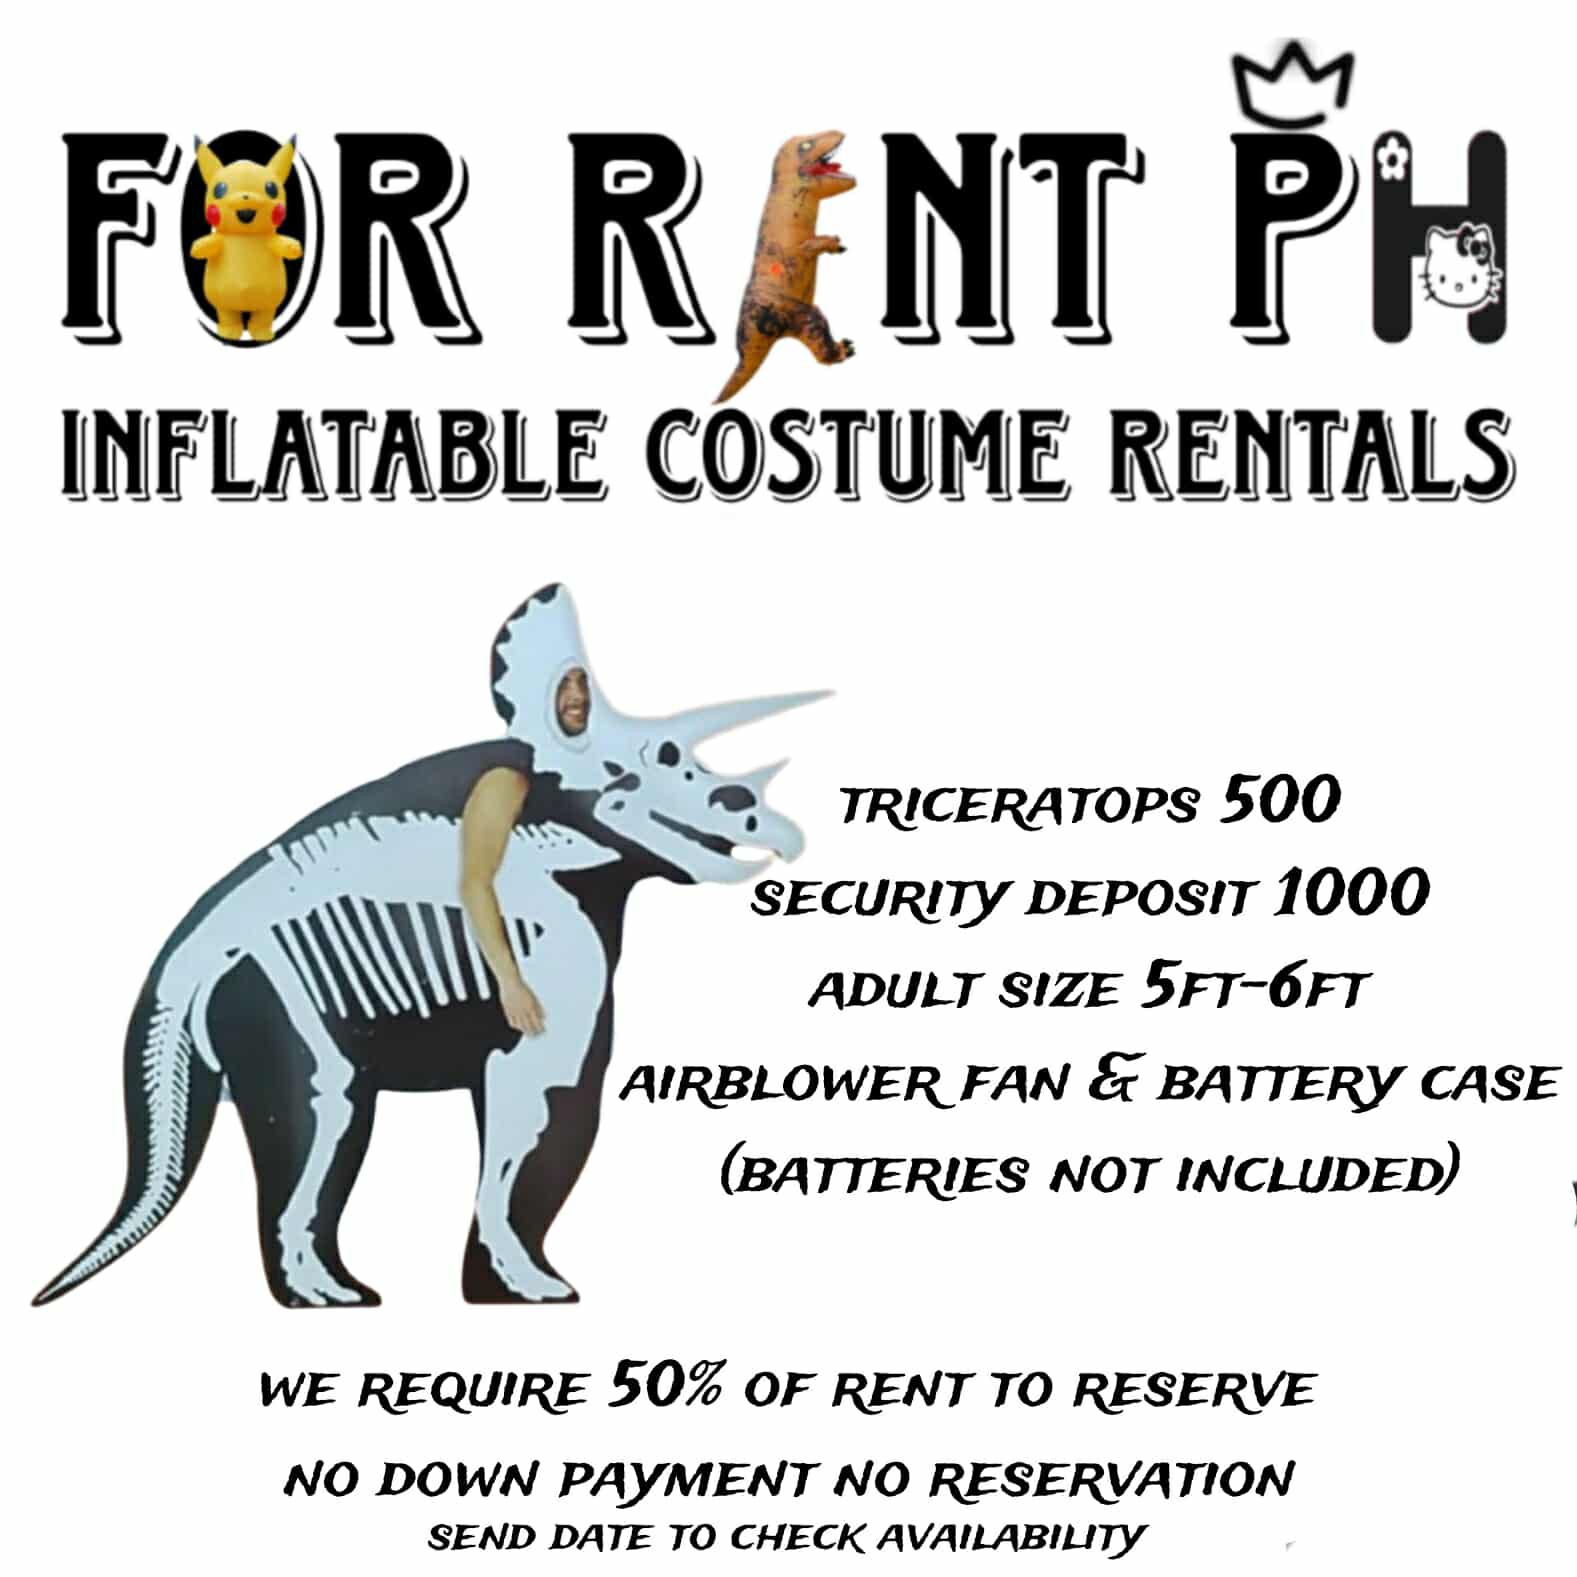 FOR RENT PH
INFLATABLE COSTUME RENTALS
TRICERATOPS 500
SECURITY DEPOSIT 1000
ADULT SIZE 5FT-6FT
AIRBLOWER FAN & BATTERY CASE
(BATTERIES NOT INCLUDED)
WE REQUIRE 50% OF RENT TO RESERVE
NO DOWN PAYMENT NO RESERVATION
SEND DATE TO CHECK AVAILABILITY